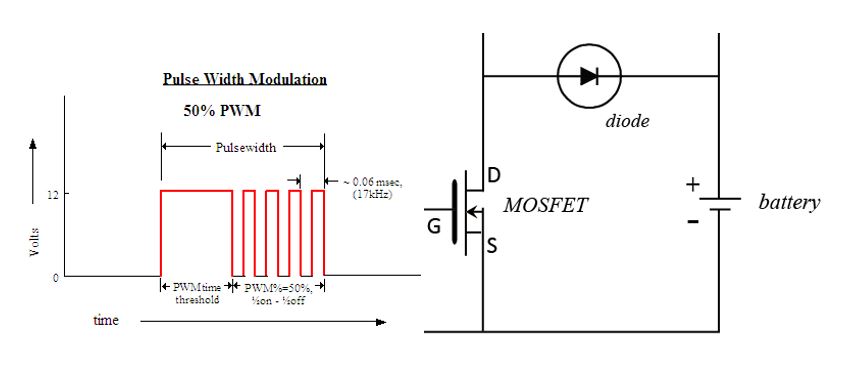 Pulse Width Modulation
50% PWM
Pulsewidth
~ 0.06 msec,
(17kHz)
12
Volts
0
PWM time
threshold
PWM%=50%,
½on - ½off
time
diode
D
MOSFET
G
S
+
-
battery